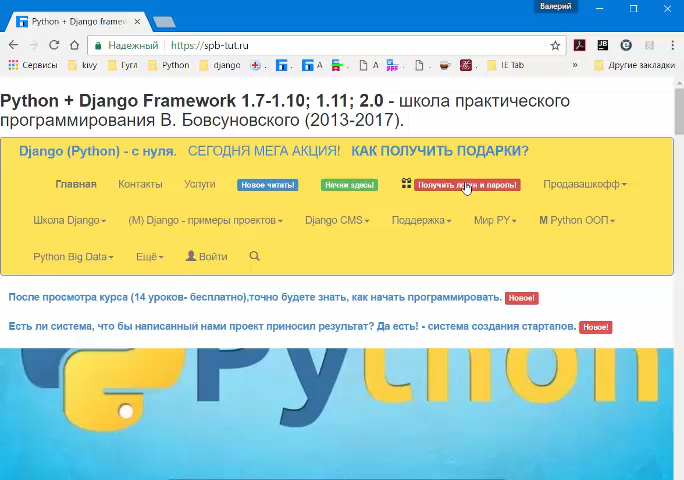 Валерий
Python + Django framew
Надежный
https://spb-tut.ru
Сервисы kivy Гугл Python django А А IE Tab » Другие закладки
Python + Django Framework 1.7-1.10; 1.11; 2.0 - школа практического
программирования В. Бовсуновского (2013-2017).
Django (Python) - с нуля. СЕГОДНЯ МЕГА АКЦИЯ! КАК ПОЛУЧИТЬ ПОДАРКИ?
Главная Контакты Услуги Новое читать! Начни здесь! Получить логин и пароль! Продавашкофф
Школа Django (М) Django - примеры проектов Django CMS Поддержка Мир PY М Python ООП
Python Big Data Ещё Войти
После просмотра курса (14 уроков- бесплатно),точно будете знать, как начать программировать. Новое!
Есть ли система, что бы написанный нами проект приносил результат? Да есть! - система создания стартапов. Новое!
Python